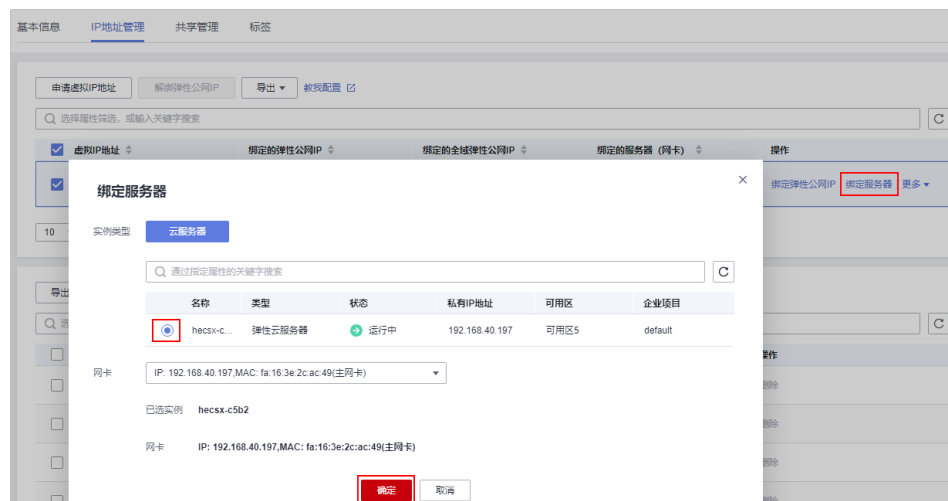 基本信息 IP地址管理 共享管理 标签
申请虚拟IP地址 解绑弹性公网IP 导出 教我配置
选择属性筛选，或输入关键字搜索
虚拟IP地址 绑定的弹性公网IP 绑定的全域弹性公网IP 绑定的服务器（网卡） 操作
绑定弹性公网IP 绑定服务器 更多
绑定服务器
10
实例类型 云服务器
通过指定属性的关键字搜索
导出
名称 类型 状态 私有IP地址 可用区 企业项目
选
hecsx-c... 弹性云服务器 运行中 192.168.40.197 可用区5 default
操作
网卡 IP: 192.168.40.197,MAC: fa:16:3e:2c:ac:49(主网卡)
删除
已选实例 hecsx-c5b2
删除
网卡 IP: 192.168.40.197,MAC: fa:16:3e:2c:ac:49(主网卡)
删除
确定 取消